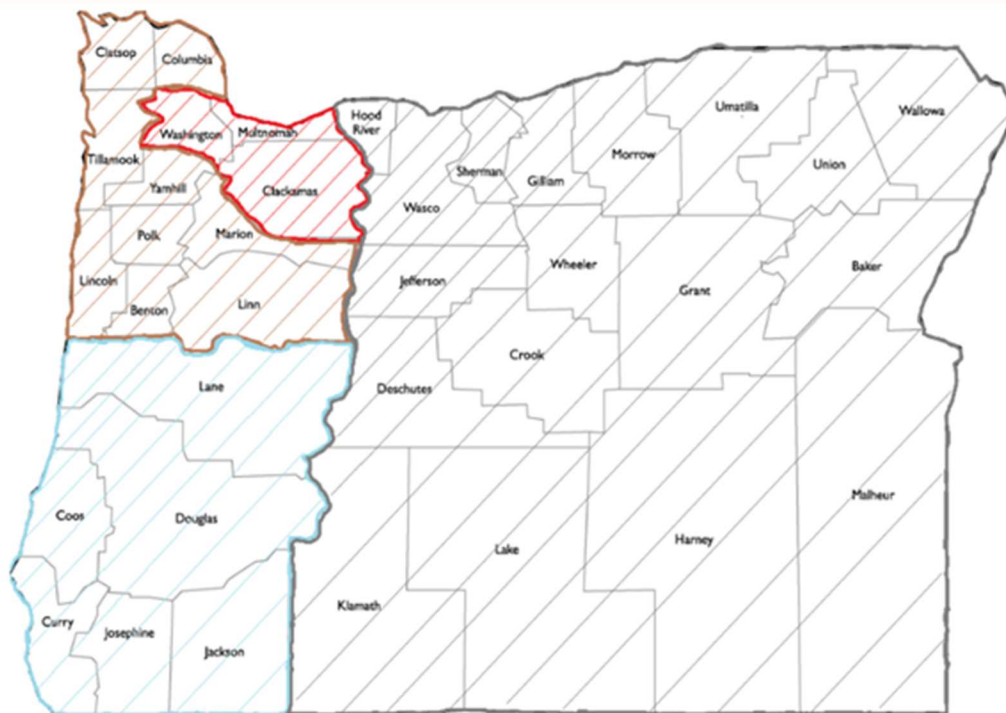 Clatsop
Columbia
Washington
Multnomah
Hood
River
Tillamook
Yamhill
Clackamas
Polk
Marion
Lincoln
Benton
Linn
Wasco
Sherman
Gilliam
Morrow
Umatilla
Union
Wallowa
Jefferson
Wheeler
Grant
Baker
Crook
Deschutes
Lane
Coos
Douglas
Curry
Josephine
Jackson
Klamath
Lake
Harney
Malheur